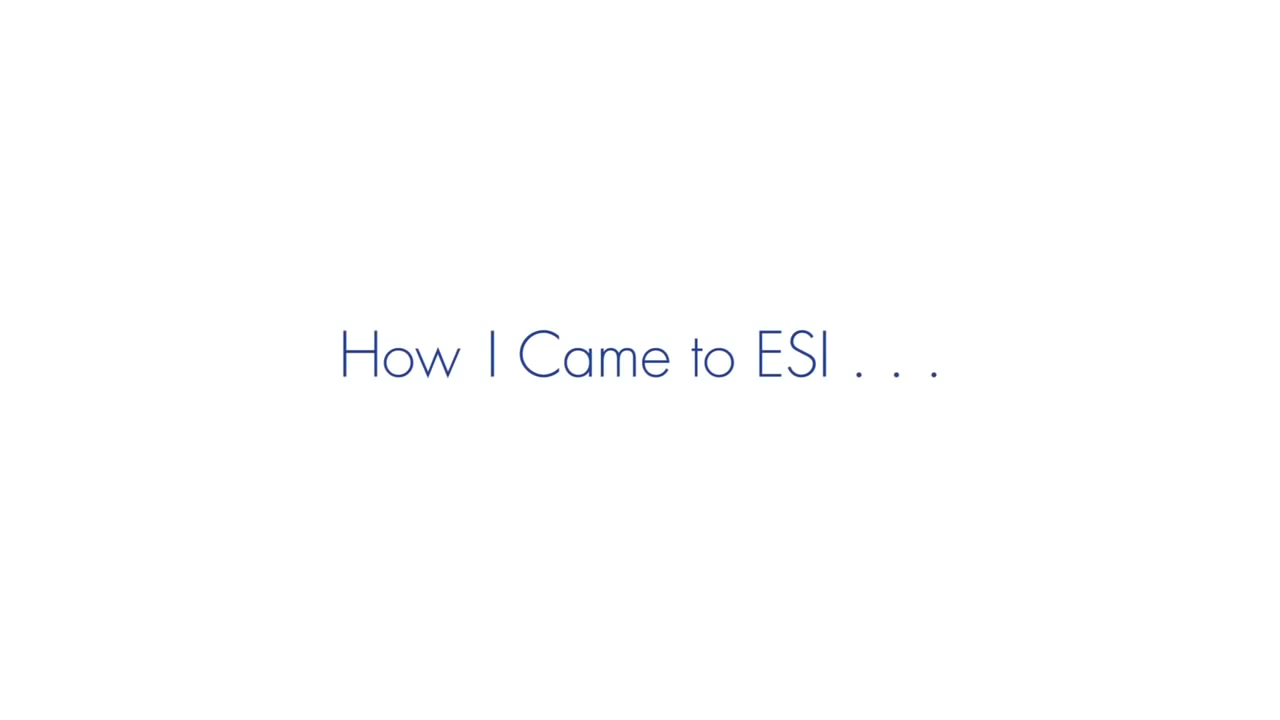 How I Came to ESI . . .